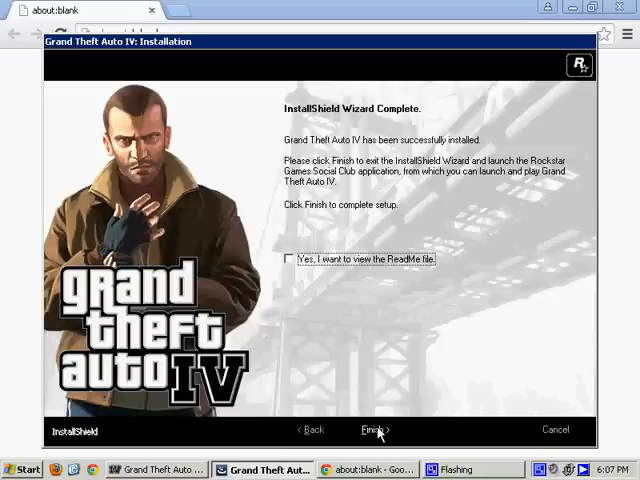 about:blank
Grand Theft Auto IV: Installation
R
InstallShield Wizard Complete.
Grand Theft Auto IV has been successfully installed.
Please click Finish to exit the InstallShield Wizard and launch the Rockstar
Games Social Club application, from which you can launch and play Grand
Theft Auto IV.
Click Finish to complete setup.
Yes, I want to view the ReadMe file.
grand
theft
auto IV
InstallShield
< Back
Finish >
Cancel
Start
Grand Theft Auto ...
Grand Theft Aut...
about:blank - Goo...
Flashing
6:07 PM